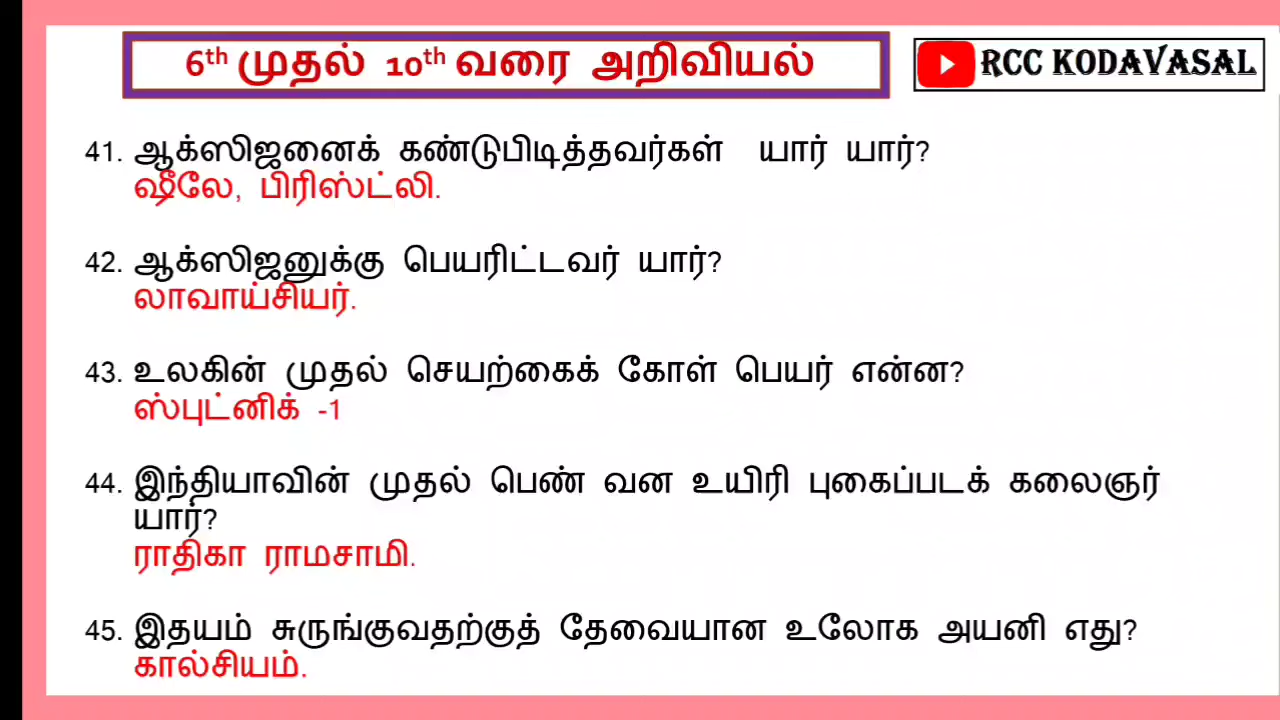 6th முதல் 10th வரை அறிவியல்
RCC KODAVASAL
41. ஆக்ஸிஜனைக் கண்டுபிடித்தவர்கள் யார் யார்?
ஷீலே, பிரிஸ்ட்லி.
42. ஆக்ஸிஜனுக்கு பெயரிட்டவர் யார்?
லாவாய்சியர்.
43. உலகின் முதல் செயற்கைக் கோள் பெயர் என்ன?
ஸ்புட்னிக் -1
44. இந்தியாவின் முதல் பெண் வன உயிரி புகைப்படக் கலைஞர்
யார்?
ராதிகா ராமசாமி.
45. இதயம் சுருங்குவதற்குத் தேவையான உலோக அயனி எது?
கால்சியம்.